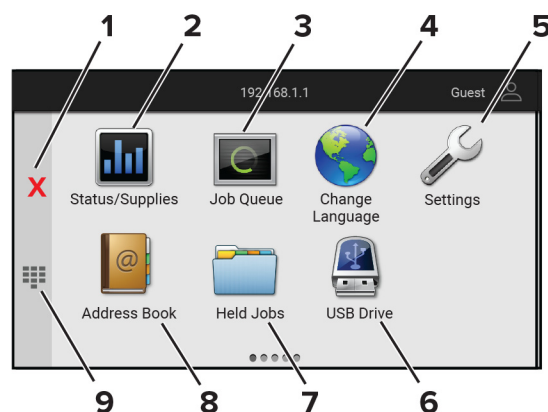 1 2 3 4 5
192.168.1.1 Guest
X
Status/Supplies Job Queue Change Language Settings
@
Address Book Held Jobs USB Drive
9 8 7 6